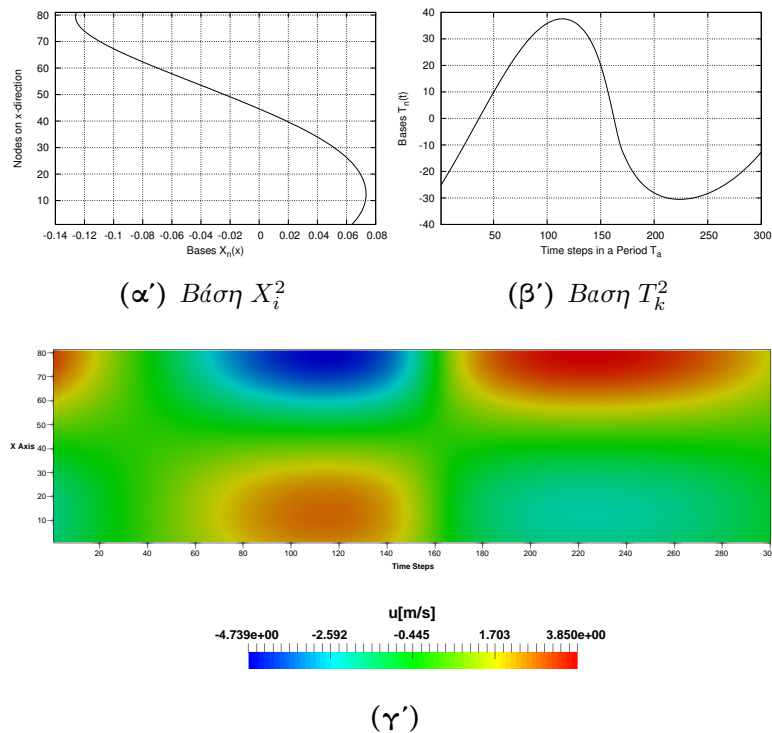 80
70
60
50
40
30
20
10
Nodes on x-direction
-0.14 -0.12 -0.1 -0.08 -0.06 -0.04 -0.02 0 0.02 0.04 0.06 0.08
Bases Xn(x)
40
30
20
10
0
-10
-20
-30
-40
Bases Tn(t)
50 100 150 200 250 300
Time steps in a Period Ta
(α′) Βάση X_i^2
(β′) Βαση T_k^2
80
70
60
50
X Axis 40
30
20
10
20 40 60 80 100 120 140 160 180 200 220 240 260 280 30
Time Steps
u[m/s]
-4.739e+00 -2.592 -0.445 1.703 3.850e+00
(γ′)